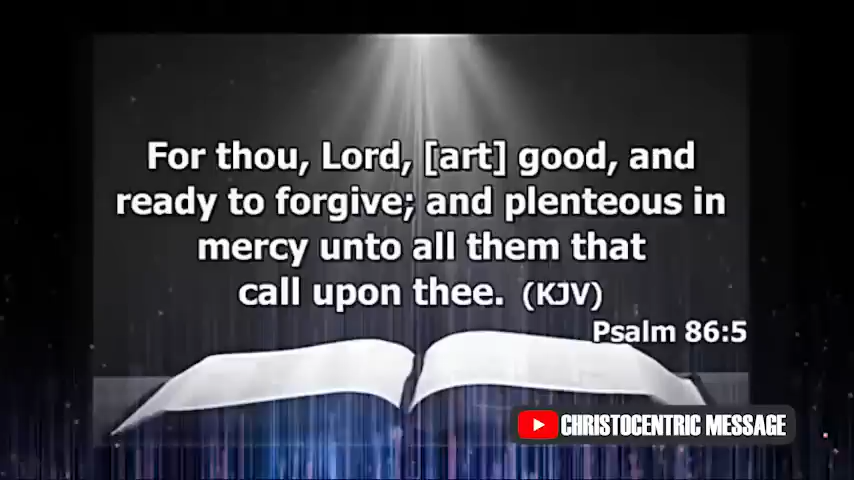 For thou, Lord, [art] good, and
ready to forgive; and plenteous in
mercy unto all them that
call upon thee. (KJV)
Psalm 86:5
CHRISTOCENTRIC MESSAGE